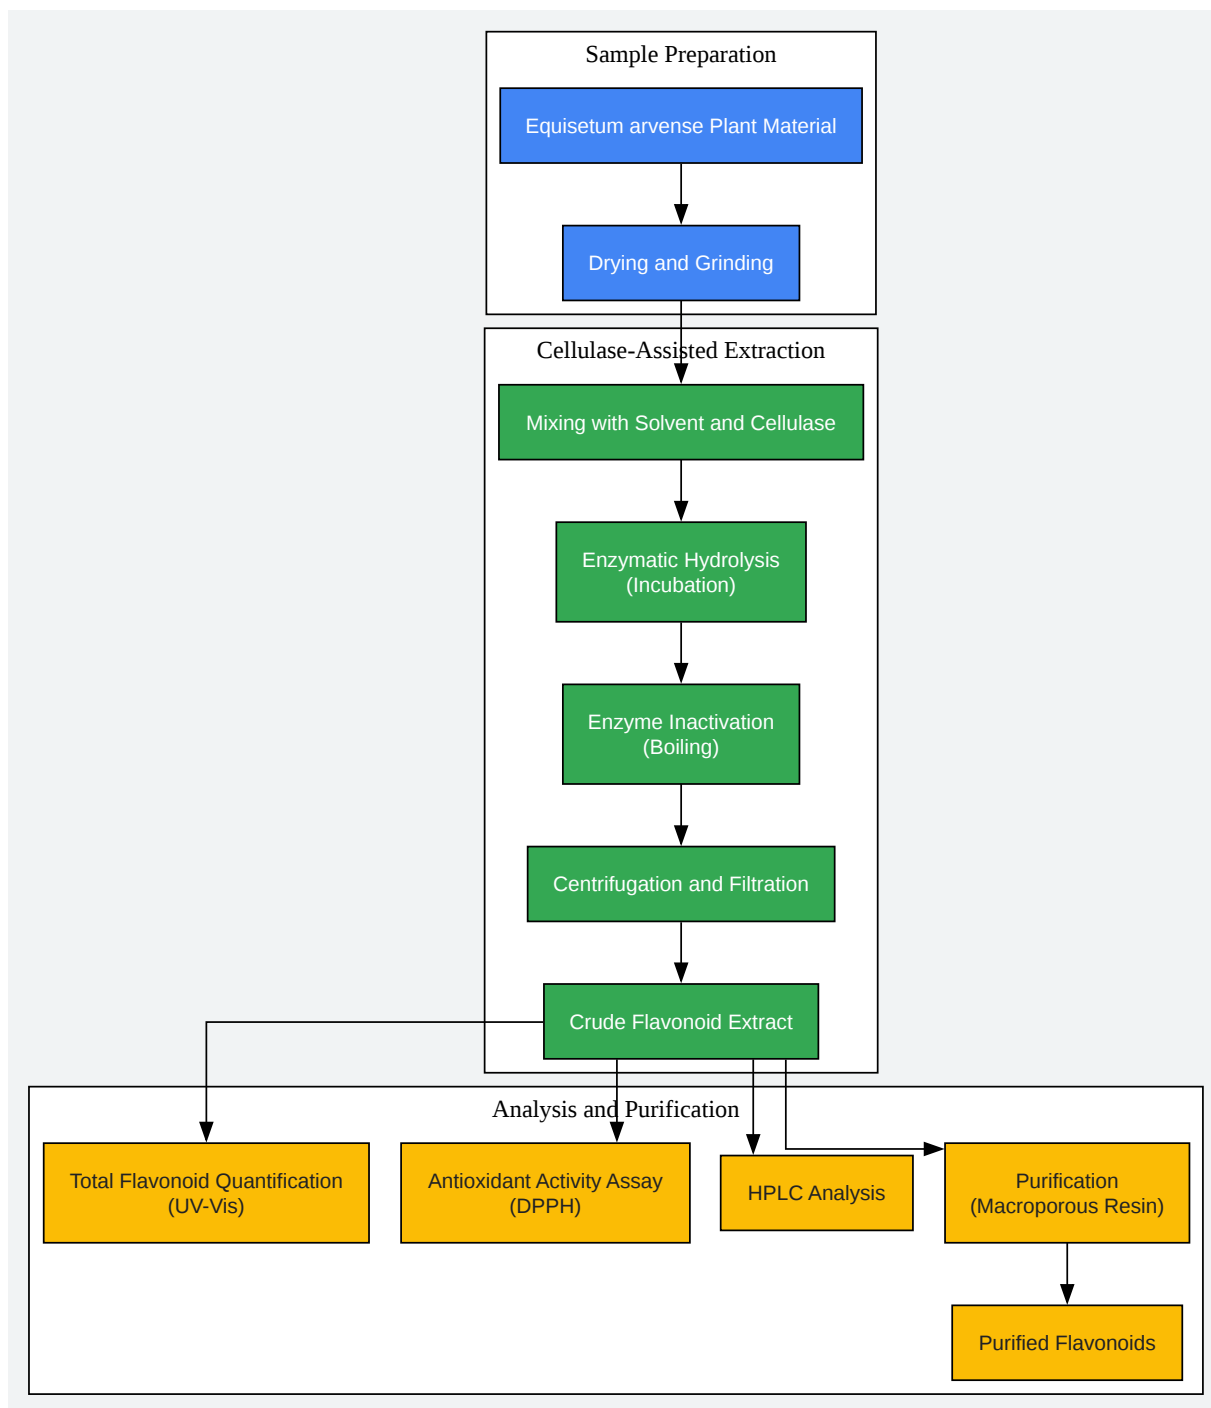 Sample Preparation
Equisetum arvense Plant Material
Drying and Grinding
Cellulase-Assisted Extraction
Mixing with Solvent and Cellulase
Enzymatic Hydrolysis
(Incubation)
Enzyme Inactivation
(Boiling)
Centrifugation and Filtration
Crude Flavonoid Extract
Analysis and Purification
Total Flavonoid Quantification
(UV-Vis)
Antioxidant Activity Assay
(DPPH)
HPLC Analysis
Purification
(Macroporous Resin)
Purified Flavonoids